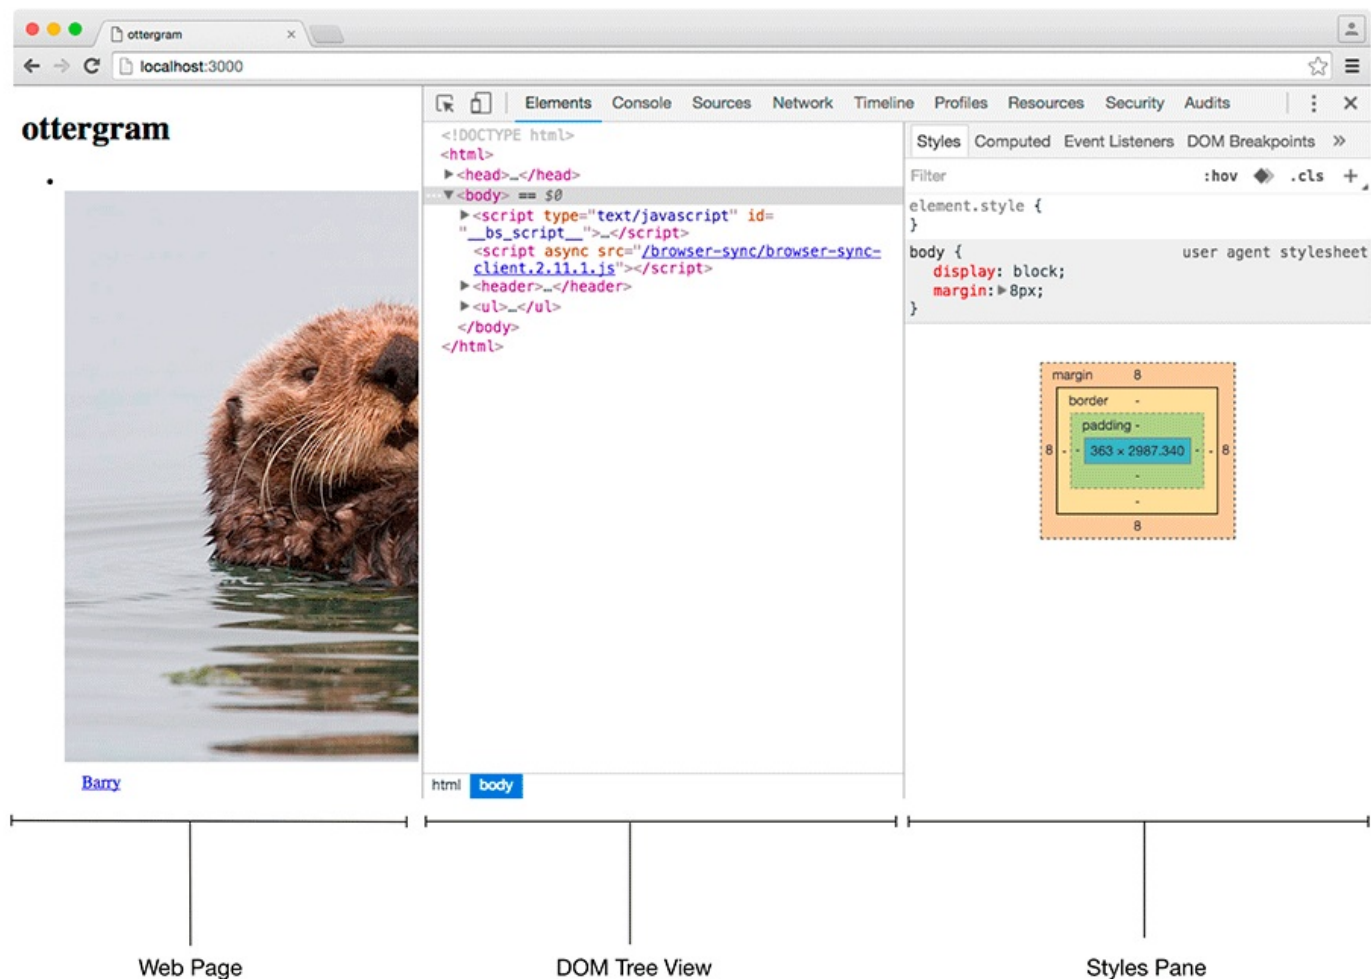 ottergram
localhost:3000
ottergram
Barry
Elements Console Sources Network Timeline Profiles Resources Security Audits
<!DOCTYPE html>
<html>
<head>…</head>
<body> == $0
<script type="text/javascript" id=
"__bs_script__">…</script>
<script async src="/browser-sync/browser-sync-
client.2.11.1.js"></script>
<header>…</header>
<ul>…</ul>
</body>
</html>
html body
Styles Computed Event Listeners DOM Breakpoints »
Filter :hov .cls +
element.style {
}
body { user agent stylesheet
display: block;
margin: 8px;
}
margin 8
border -
padding -
8 - - 363 × 2987.340 - - 8
-
-
8
Web Page DOM Tree View Styles Pane